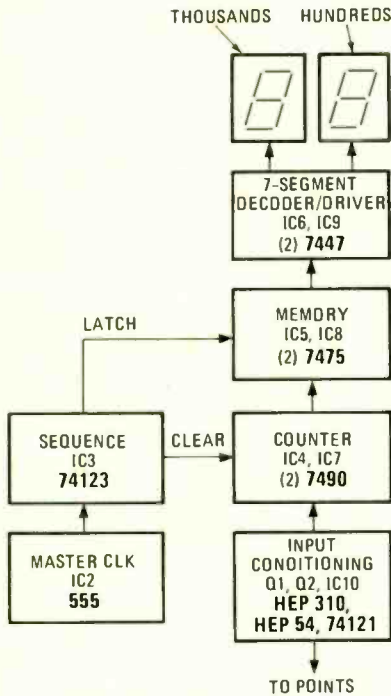 THOUSANDS HUNDREDS
7-SEGMENT
DECODER/DRIVER
IC6, IC9
(2) 7447
LATCH
MEMORY
IC5, IC8
(2) 7475
SEQUENCE
IC3
74123
CLEAR
COUNTER
IC4, IC7
(2) 7490
MASTER CLK
IC2
555
INPUT
CONDITIONING
Q1, Q2, IC10
HEP 310,
HEP 54, 74121
TO POINTS